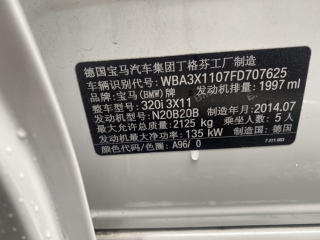 德国宝马汽车集团丁格芬工厂制造
车辆识别代号: WBA3X1107FD707625
品牌: 宝马(BMW)牌 发动机排量: 1997 ml
整车型号: 320i 3X11
发动机型号: N20B20B 制造年月: 2014.07
最大允许总质量: 2125 kg 乘坐人数: 5 人
发动机最大净功率: 135 kW 制造国: 德国
颜色代码/色圈: A96/ 0